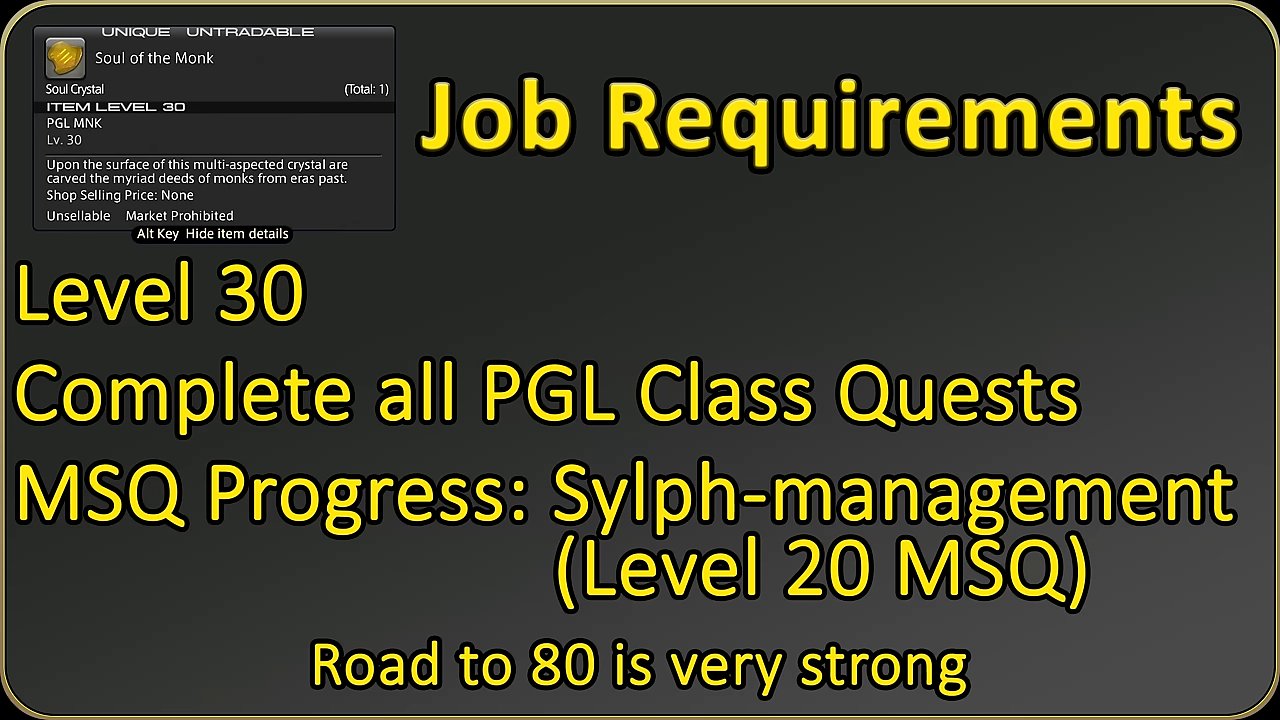 UNIQUE UNTRADABLE
Soul of the Monk
Soul Crystal (Total: 1)
ITEM LEVEL 30
PGL MNK
Lv. 30
Upon the surface of this multi-aspected crystal are
carved the myriad deeds of monks from eras past.
Shop Selling Price: None
Unsellable Market Prohibited
Alt Key Hide item details
Job Requirements
Level 30
Complete all PGL Class Quests
MSQ Progress: Sylph-management
(Level 20 MSQ)
Road to 80 is very strong